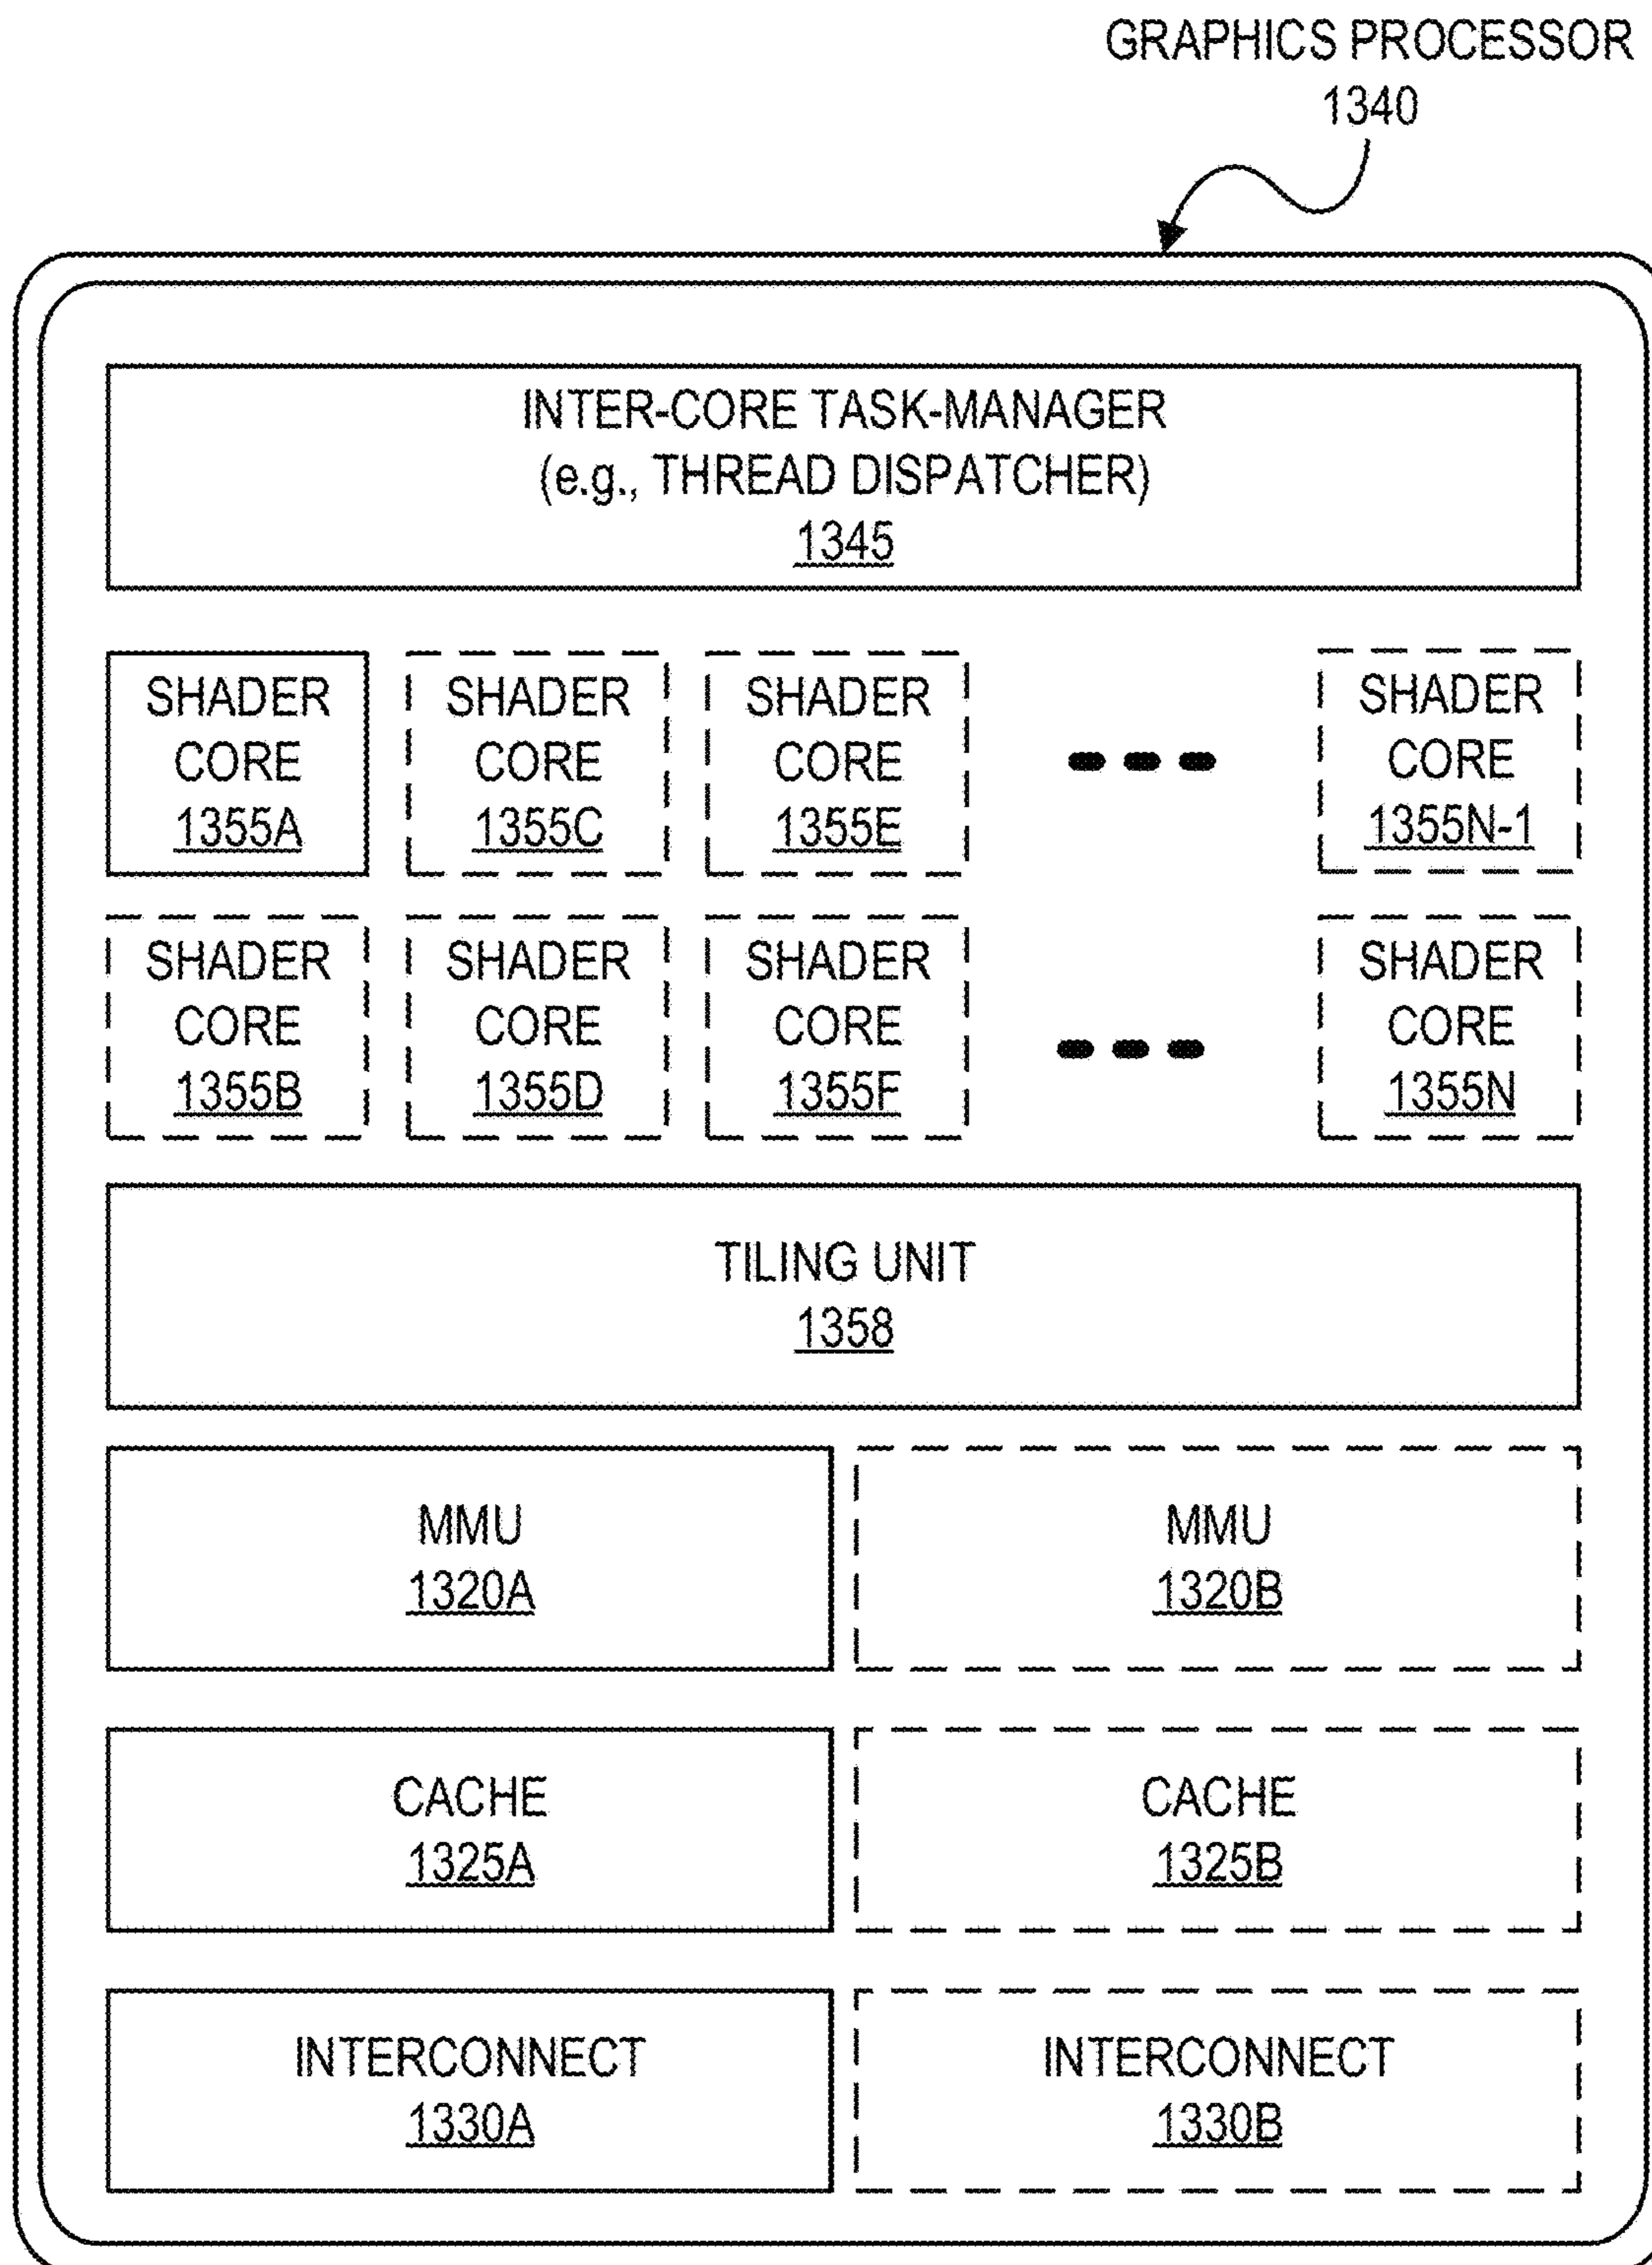 GRAPHICS PROCESSOR
1340
INTER-CORE TASK-MANAGER
(e.g., THREAD DISPATCHER)
1345
SHADER
CORE
1355A
SHADER
CORE
1355C
SHADER
CORE
1355E
SHADER
CORE
1355N-1
SHADER
CORE
1355B
SHADER
CORE
1355D
SHADER
CORE
1355F
SHADER
CORE
1355N
TILING UNIT
1358
MMU
1320A
MMU
1320B
CACHE
1325A
CACHE
1325B
INTERCONNECT
1330A
INTERCONNECT
1330B